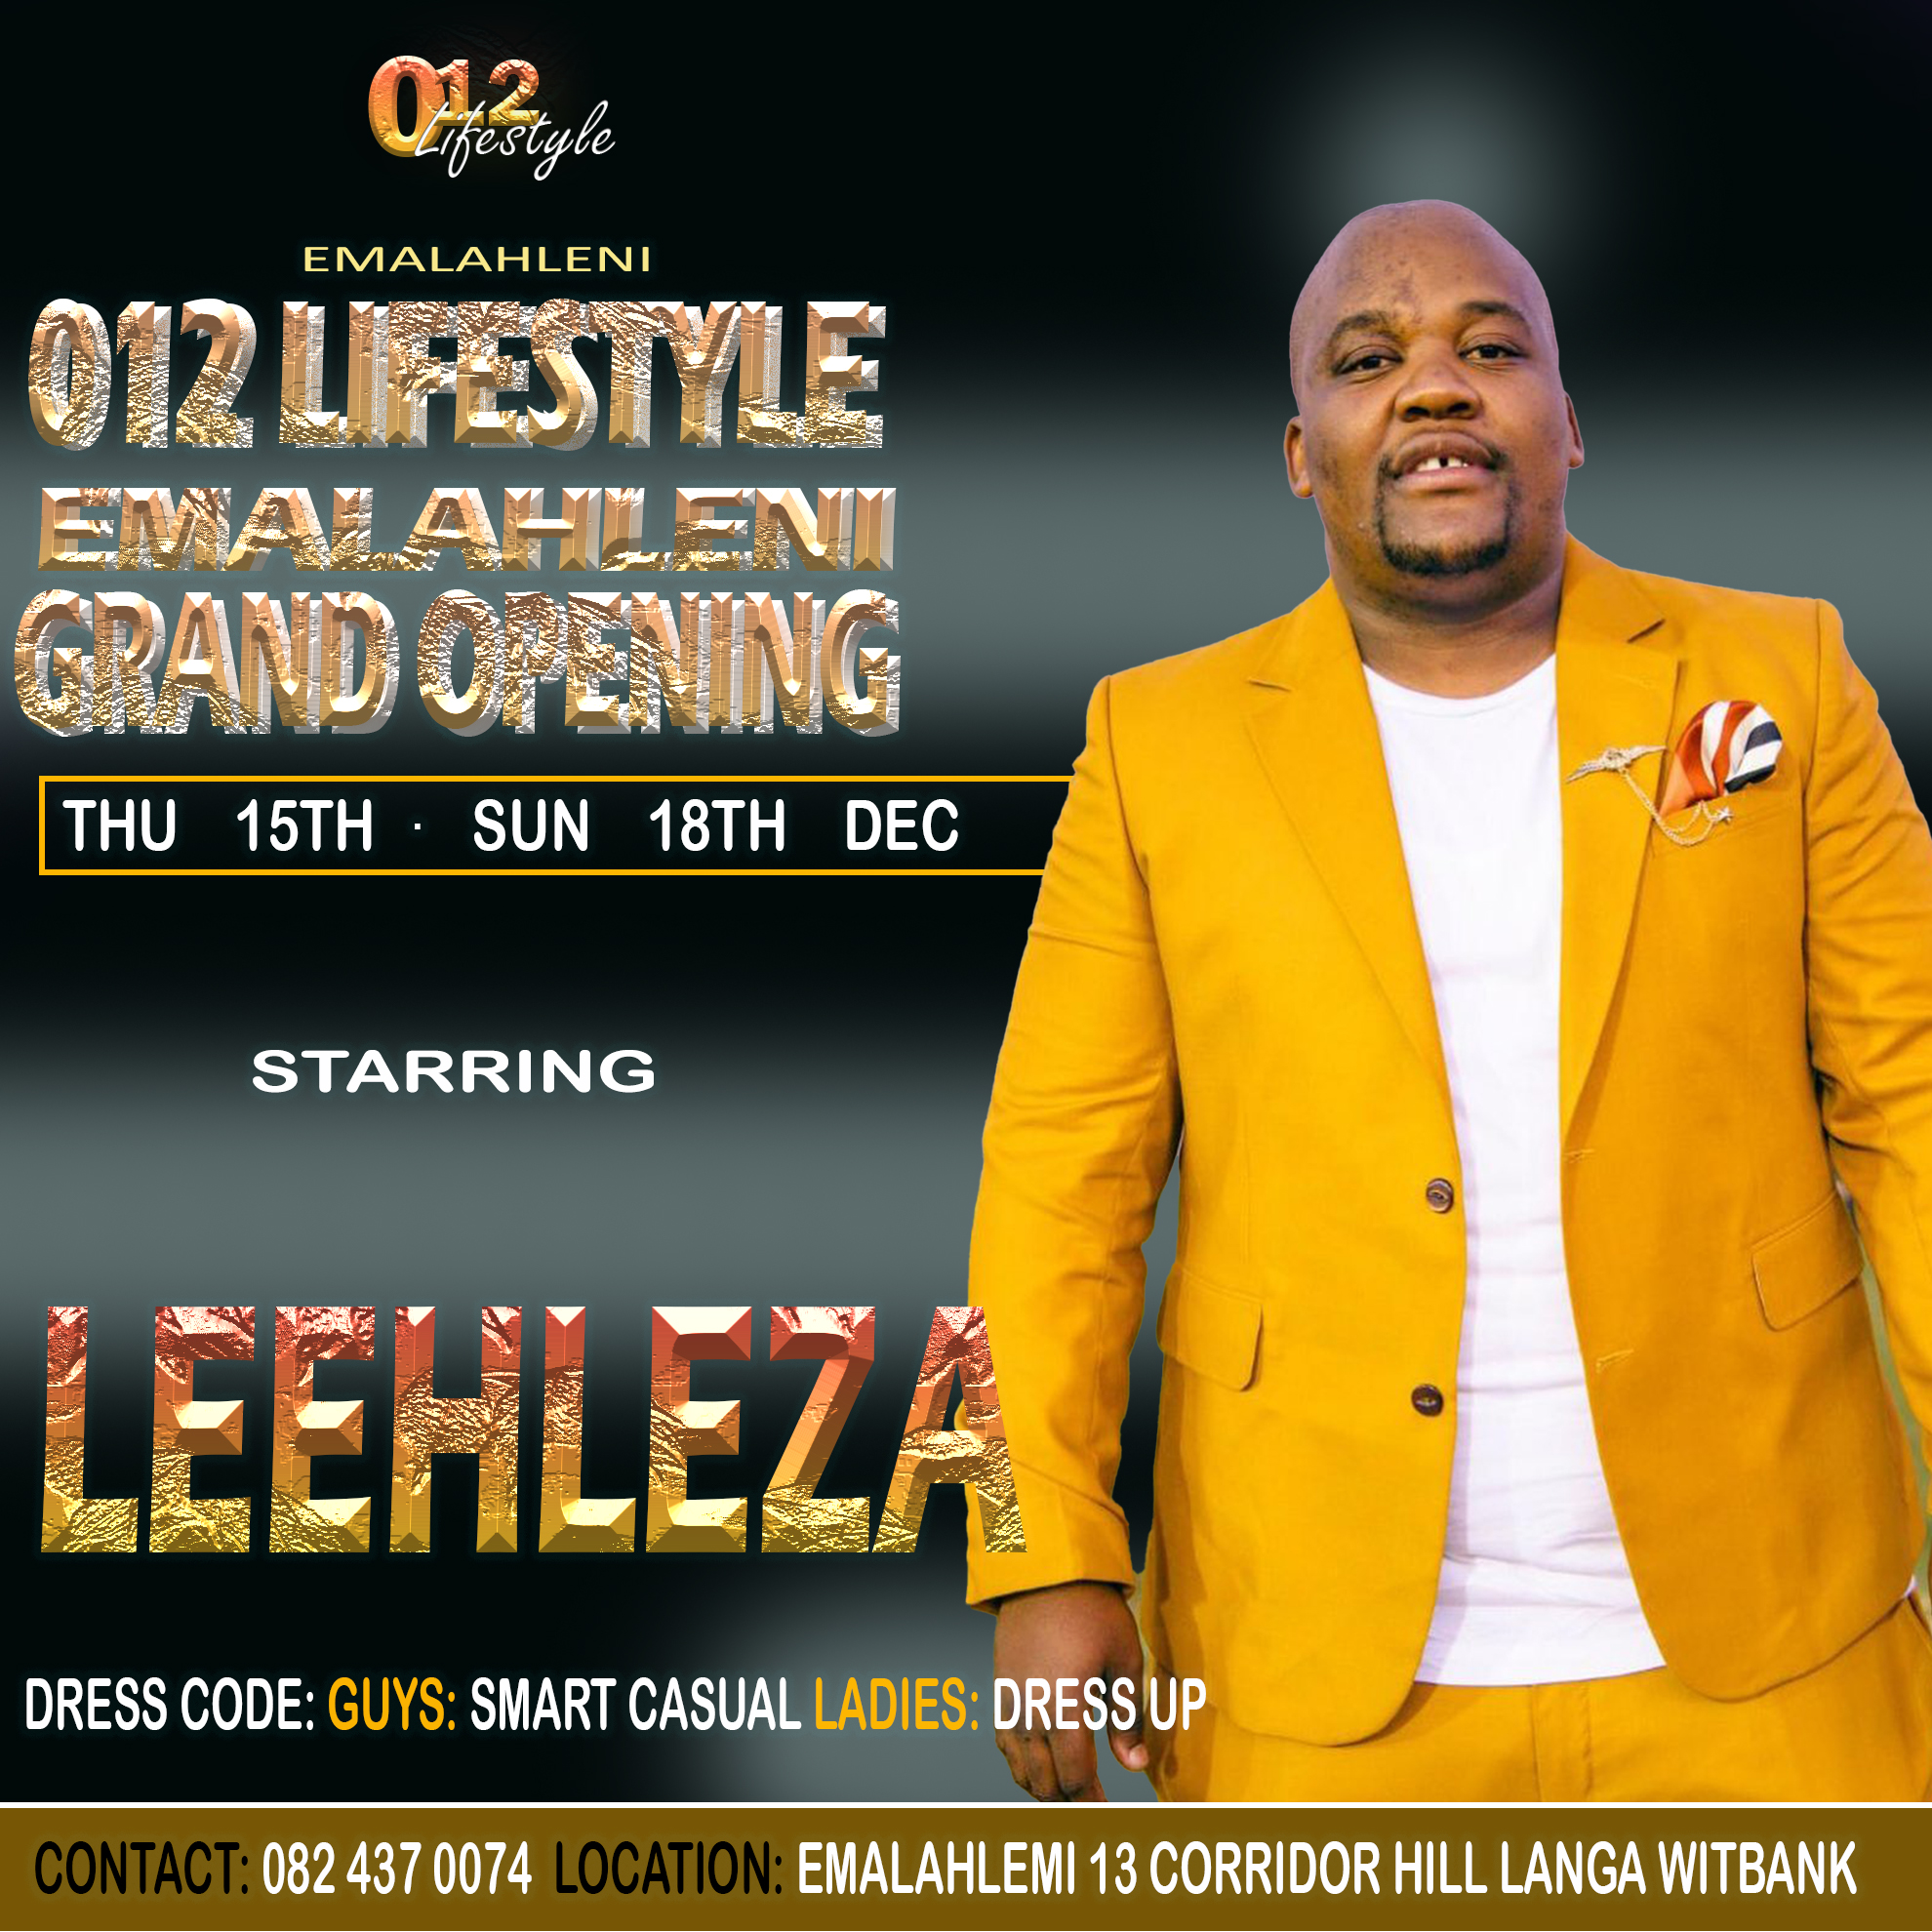 012
Lifestyle
EMALAHLENI
012 LIFESTYLE
EMALAHLENI
GRAND OPENING
THU 15TH · SUN 18TH DEC
STARRING
LEEHLEZA
DRESS CODE: GUYS: SMART CASUAL LADIES: DRESS UP
CONTACT: 082 437 0074 LOCATION: EMALAHLEMI 13 CORRIDOR HILL LANGA WITBANK